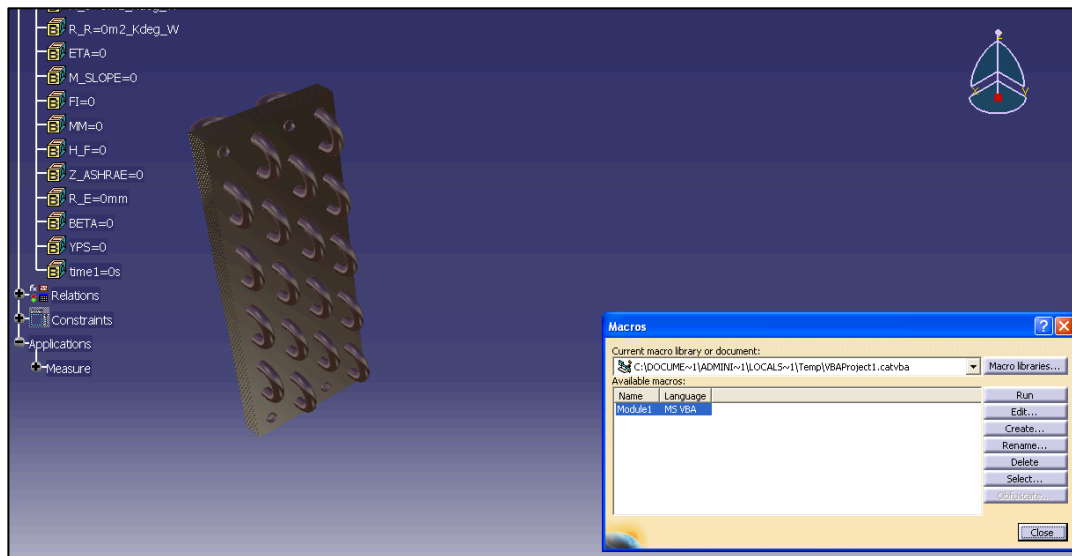 R_R=0m2_Kdeg_W
ETA=0
M_SLOPE=0
FI=0
MM=0
H_F=0
Z_ASHRAE=0
R_E=0mm
BETA=0
YPS=0
time1=0s
Relations
Constraints
Applications
Measure
Macros
Current macro library or document:
C:\DOCUME~1\ADMINI~1\LOCALS~1\Temp\VBAProject1.catvba
Macro libraries...
Available macros:
Name Language
Module1 MS VBA
Run
Edit...
Create...
Rename...
Delete
Select...
Obfuscate...
Close